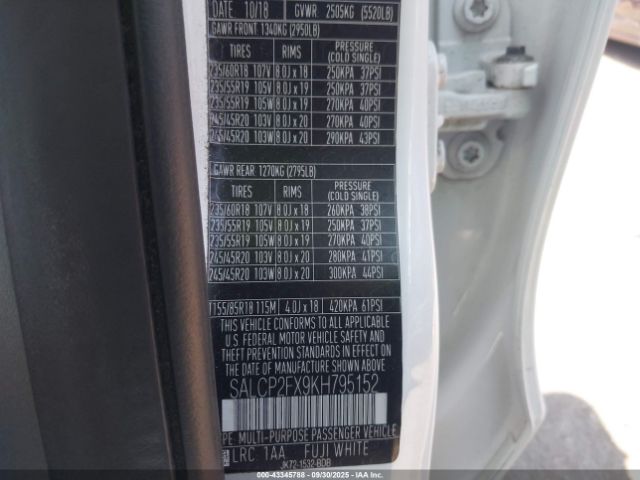 DATE 10/18 GVWR 2505KG (5520LB)
GAWR FRONT 1340KG (2950LB)
TIRES RIMS PRESSURE (COLD SINGLE)
235/60R18 107V 8.0J x 18 250KPA 37PSI
235/55R19 105V 8.0J x 19 250KPA 37PSI
235/55R19 105W 8.0J x 19 270KPA 40PSI
245/45R20 103V 8.0J x 20 270KPA 40PSI
245/45R20 103W 8.0J x 20 290KPA 43PSI
GAWR REAR 1270KG (2795LB)
TIRES RIMS PRESSURE (COLD SINGLE)
235/60R18 107V 8.0J x 18 260KPA 38PSI
235/55R19 105V 8.0J x 19 250KPA 37PSI
235/55R19 105W 8.0J x 19 270KPA 40PSI
245/45R20 103V 8.0J x 20 280KPA 41PSI
245/45R20 103W 8.0J x 20 300KPA 44PSI
T155/85R18 115M 4.0J x 18 420KPA 61PSI
THIS VEHICLE CONFORMS TO ALL APPLICABLE
U.S. FEDERAL MOTOR VEHICLE SAFETY
STANDARDS IN EFFECT ON THE DATE OF
MANUFACTURE SHOWN ABOVE.
SALCP2FX9KH795152
TYPE: MULTI-PURPOSE PASSENGER VEHICLE
LRC 1AA FUJI WHITE
JK72-1532-BDB
44-43345788 (IAAI.COM) 09/30/2025